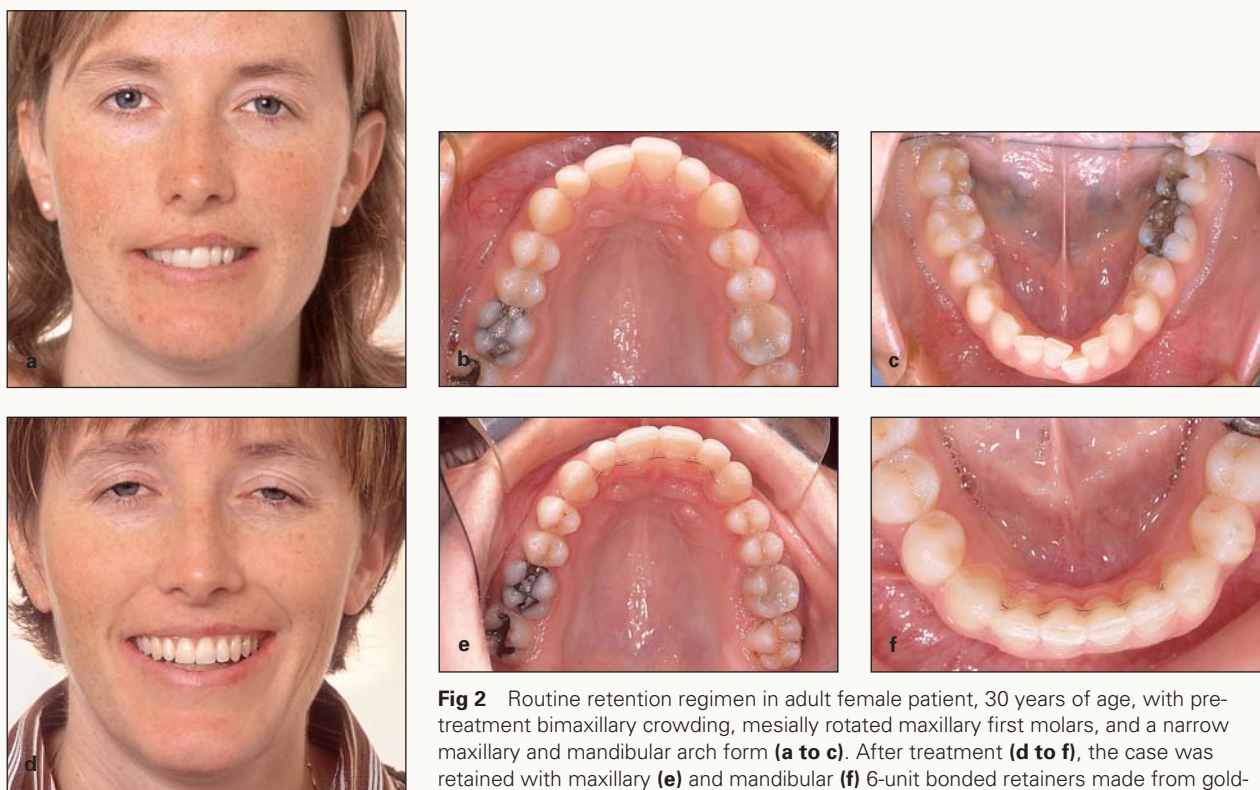 a
b
c
d
e
f
Fig 2 Routine retention regimen in adult female patient, 30 years of age, with pre-
treatment bimaxillary crowding, mesially rotated maxillary first molars, and a narrow
maxillary and mandibular arch form (a to c). After treatment (d to f), the case was
retained with maxillary (e) and mandibular (f) 6-unit bonded retainers made from gold-